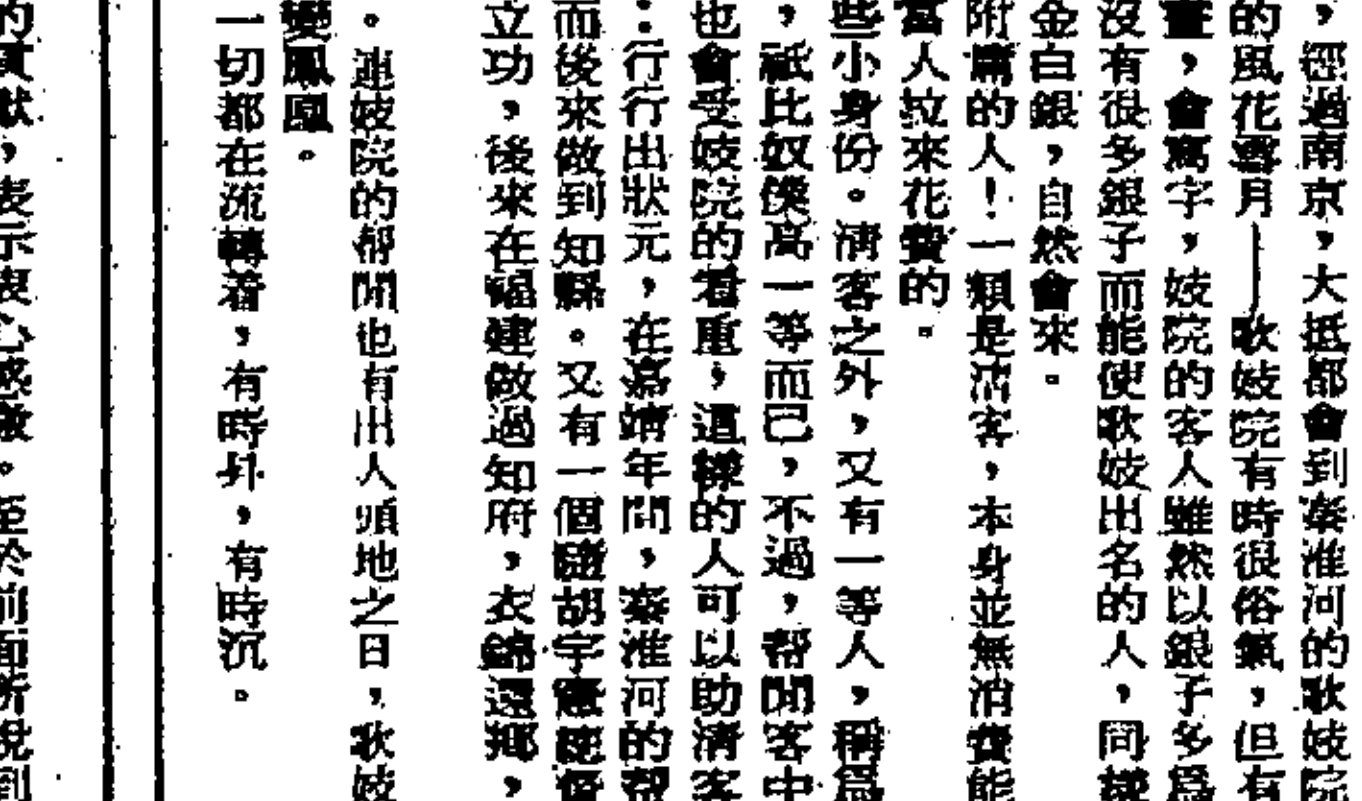 ，經過南京，大抵都會到秦淮河的歌妓院
的風花雪月——歌妓院有時很俗氣，但有
畫，會寫字，妓院的客人雖然以銀子多爲
沒有很多銀子而能使歌妓出名的人，同樣
金白銀，自然會來。
附庸的人！一類是清客，本身並無消費能
當人拉來花費的。
些小身份。清客之外，又有一等人，稱爲
，祇比奴僕高一等而已，不過，帮閒客中
也會受妓院的看重，這樣的人可以助清客
：行行出狀元，在嘉靖年間，秦淮河的帮
而後來做到知縣。又有一個隨胡宗憲總督
立功，後來在福建做過知府，衣錦還鄉，
。連妓院的帮閒也有出人頭地之日，歌妓
變鳳凰。
一切都在流轉着，有時昇，有時沉。
的貢獻，表示衷心感激。至於前面所說到